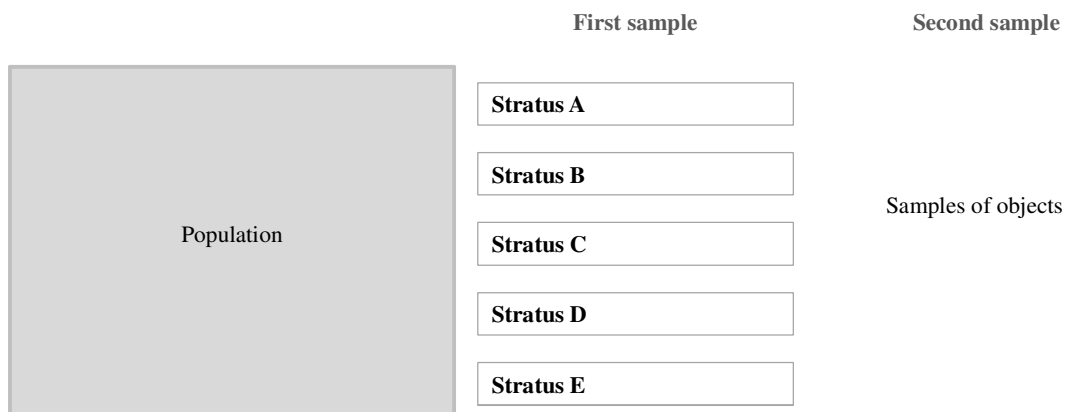 First sample
Second sample
Stratus A
Stratus B
Samples of objects
Population
Stratus C
Stratus D
Stratus E